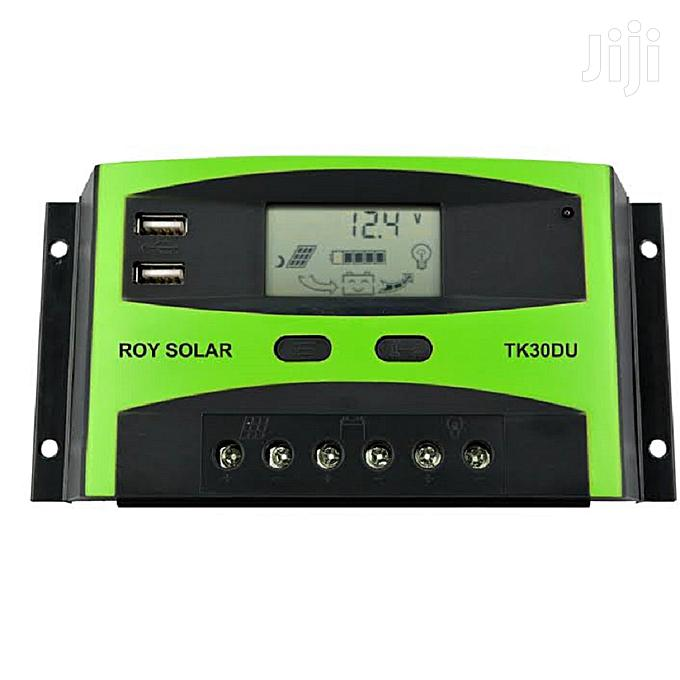 Jiji
12.4 V
ROY SOLAR
TK30DU
+ - + - + -